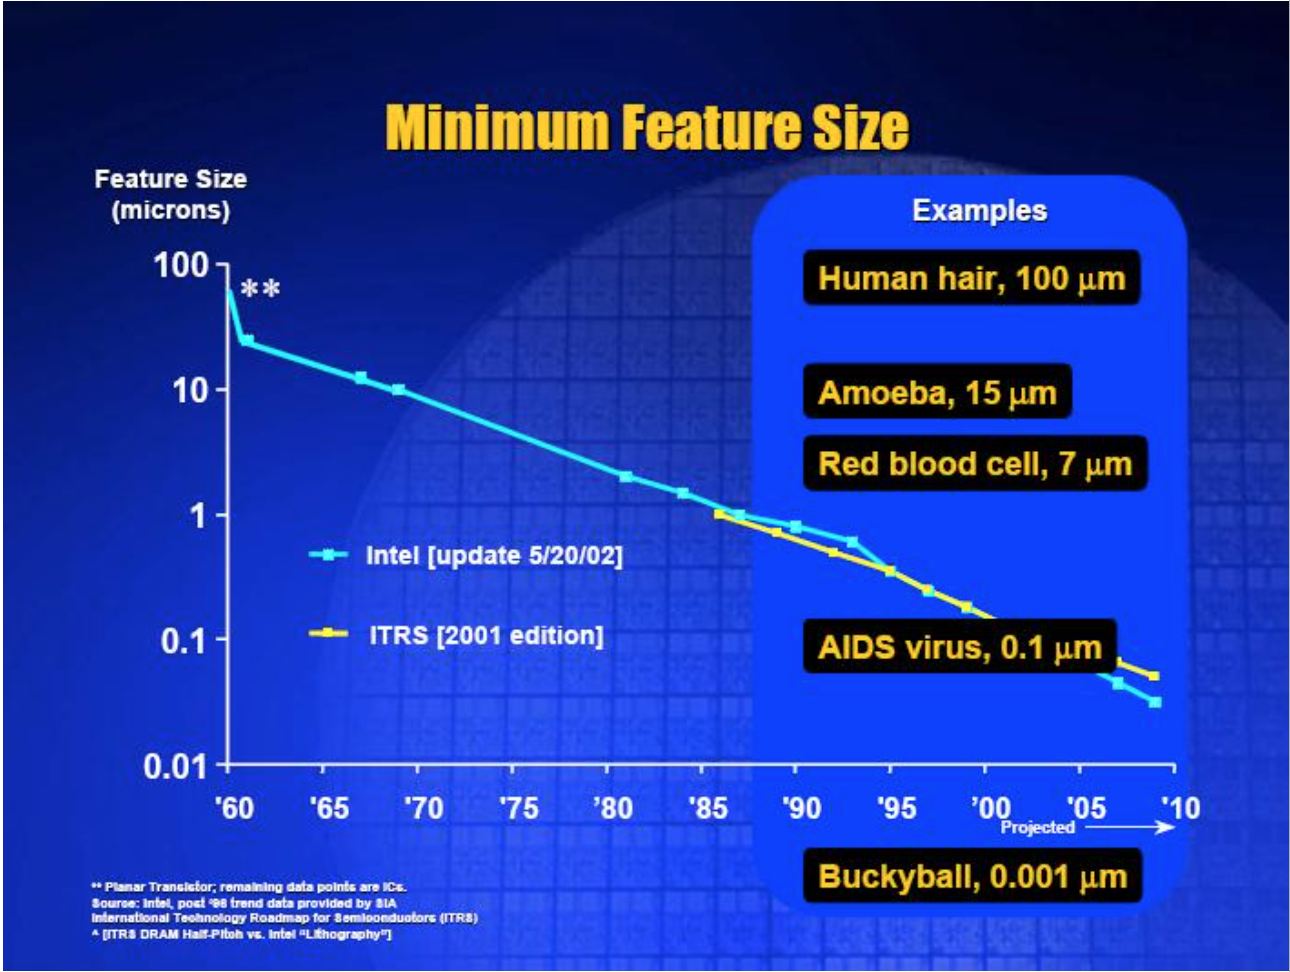 Minimum Feature Size
Feature Size
(microns)
100
**
10
1
0.1
0.01
'60
'65
'70
'75
’80
'85
'90
'95
’00
'05
'10
Projected
Intel [update 5/20/02]
ITRS [2001 edition]
Examples
Human hair, 100 μm
Amoeba, 15 μm
Red blood cell, 7 μm
AIDS virus, 0.1 μm
Buckyball, 0.001 μm
** Planar Transistor; remaining data points are ICs.
Source: Intel, post '96 trend data provided by SIA
International Technology Roadmap for Semiconductors (ITRS)
^ [ITRS DRAM Half-Pitch vs. Intel "Lithography"]